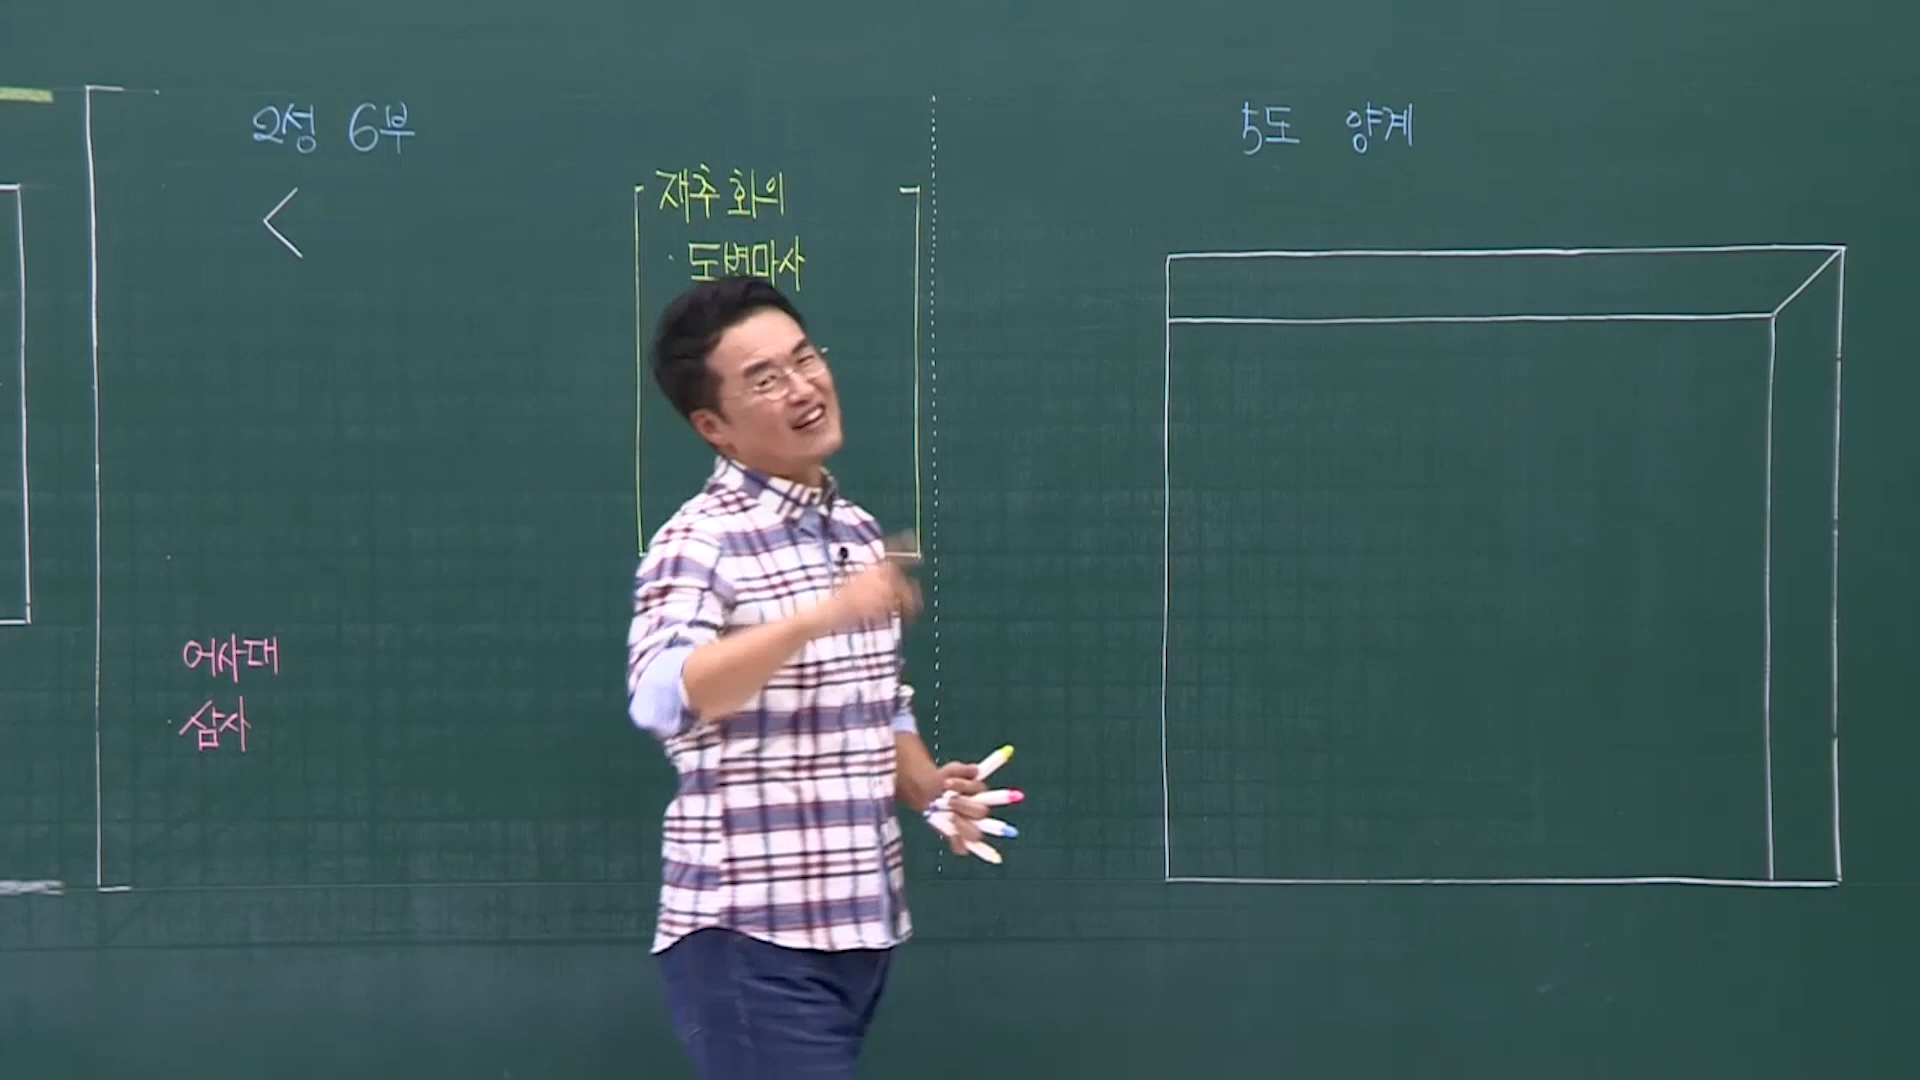 2성 6부
재추 회의
· 도병마사
어사대
삼사
5도 양계